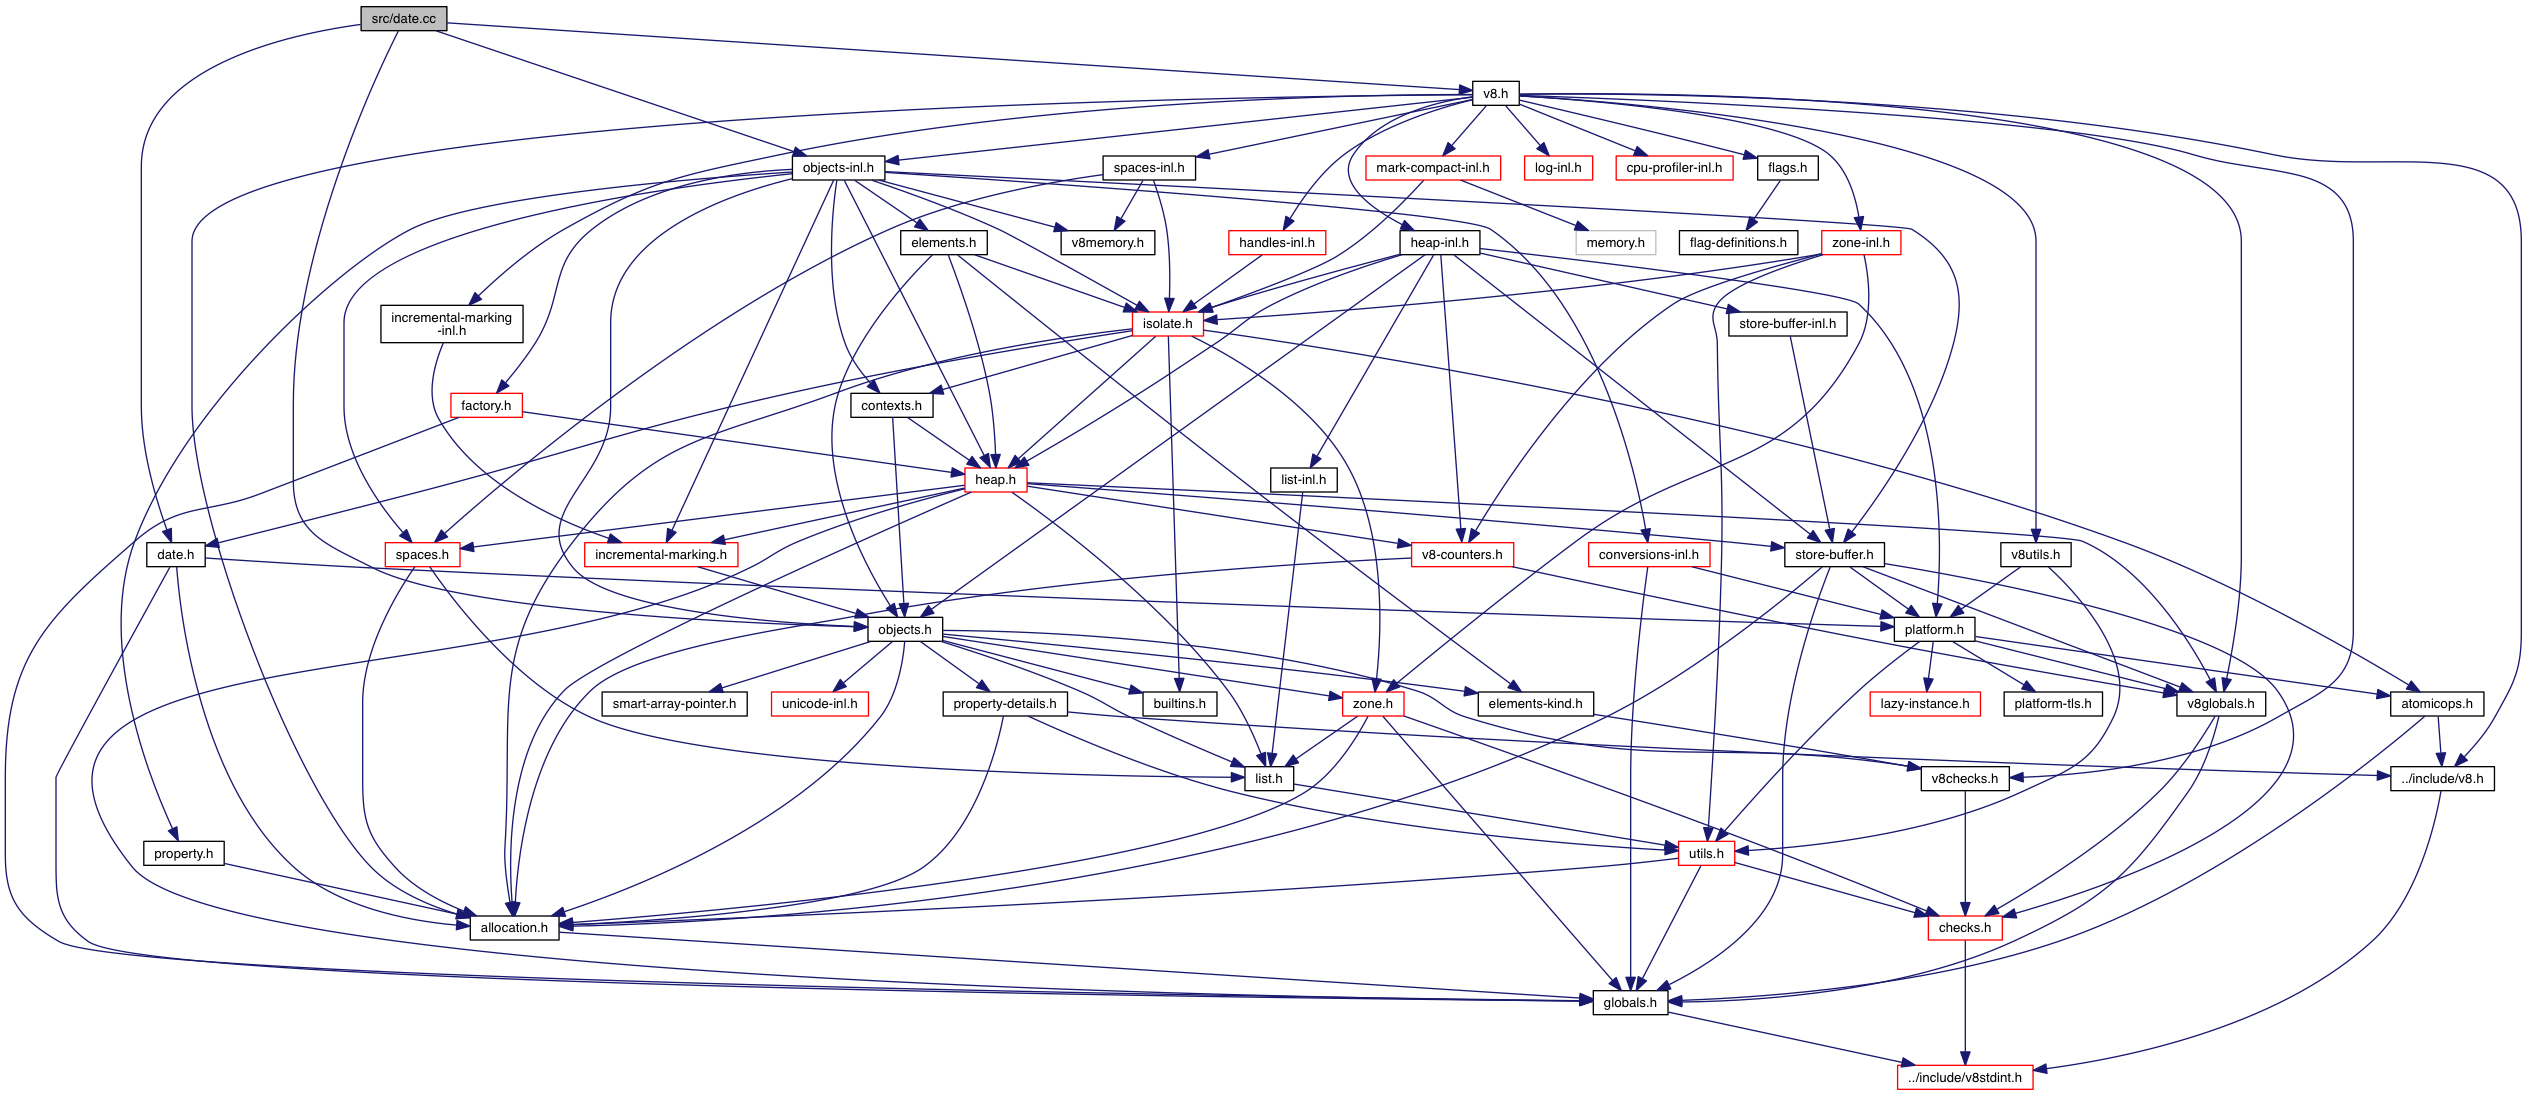 src/date.cc
v8.h
objects-inl.h
spaces-inl.h
mark-compact-inl.h
log-inl.h
cpu-profiler-inl.h
flags.h
elements.h
v8memory.h
handles-inl.h
heap-inl.h
memory.h
flag-definitions.h
zone-inl.h
incremental-marking
-inl.h
isolate.h
store-buffer-inl.h
factory.h
contexts.h
heap.h
list-inl.h
date.h
spaces.h
incremental-marking.h
v8-counters.h
conversions-inl.h
store-buffer.h
v8utils.h
objects.h
platform.h
smart-array-pointer.h
unicode-inl.h
property-details.h
builtins.h
zone.h
elements-kind.h
lazy-instance.h
platform-tls.h
v8globals.h
atomicops.h
list.h
v8checks.h
../include/v8.h
property.h
utils.h
allocation.h
checks.h
globals.h
../include/v8stdint.h